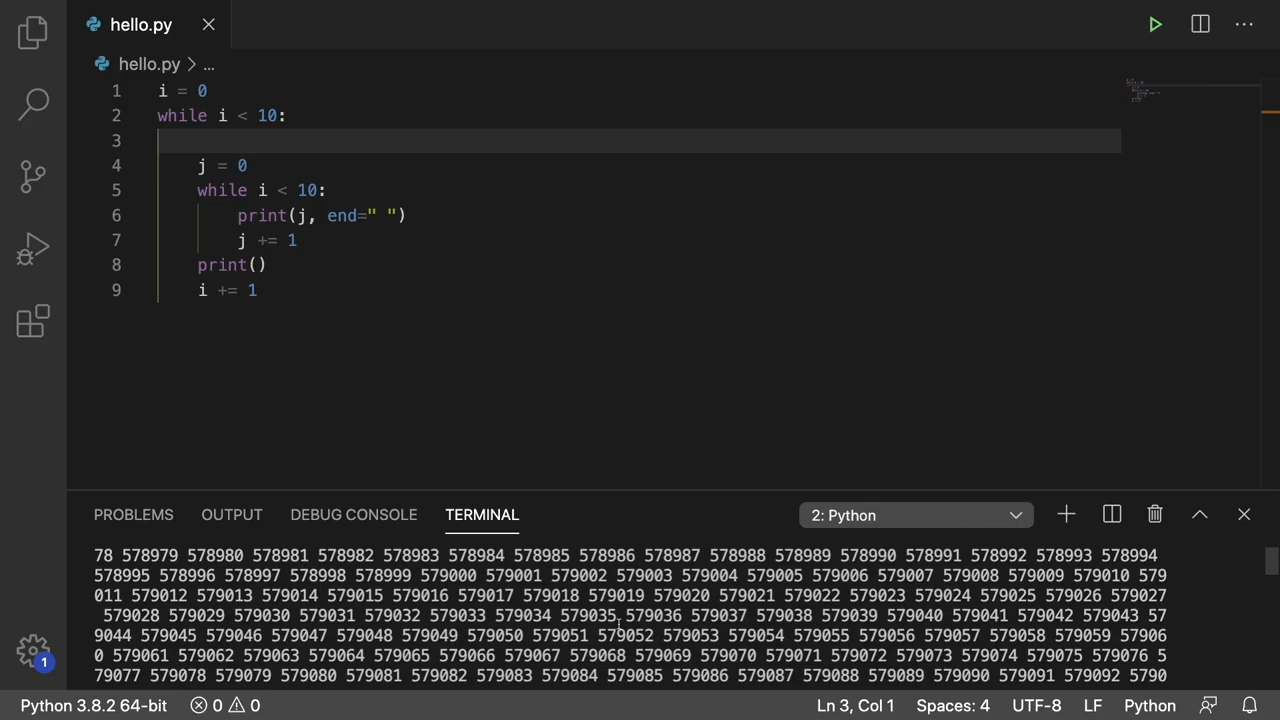 hello.py
hello.py > ...
1 i = 0
2 while i < 10:
3
4 j = 0
5 while i < 10:
6 print(j, end=" ")
7 j += 1
8 print()
9 i += 1
PROBLEMS OUTPUT DEBUG CONSOLE TERMINAL 2: Python
78 578979 578980 578981 578982 578983 578984 578985 578986 578987 578988 578989 578990 578991 578992 578993 578994
578995 578996 578997 578998 578999 579000 579001 579002 579003 579004 579005 579006 579007 579008 579009 579010 579
011 579012 579013 579014 579015 579016 579017 579018 579019 579020 579021 579022 579023 579024 579025 579026 579027
579028 579029 579030 579031 579032 579033 579034 579035 579036 579037 579038 579039 579040 579041 579042 579043 57
9044 579045 579046 579047 579048 579049 579050 579051 579052 579053 579054 579055 579056 579057 579058 579059 57906
0 579061 579062 579063 579064 579065 579066 579067 579068 579069 579070 579071 579072 579073 579074 579075 579076 5
79077 579078 579079 579080 579081 579082 579083 579084 579085 579086 579087 579088 579089 579090 579091 579092 5790
1
Python 3.8.2 64-bit 0 0 Ln 3, Col 1 Spaces: 4 UTF-8 LF Python